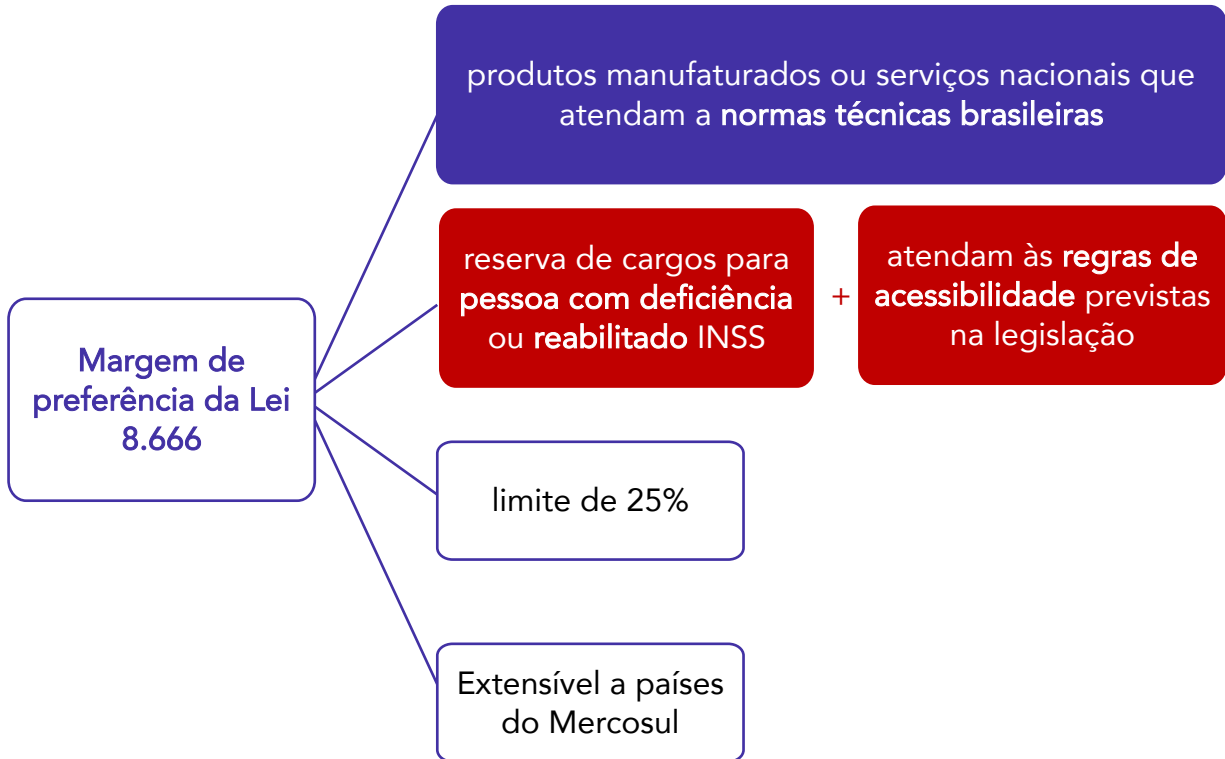 produtos manufaturados ou serviços nacionais que
atendam a normas técnicas brasileiras
reserva de cargos para
pessoa com deficiência
ou reabilitado INSS
+
atendam às regras de
acessibilidade previstas
na legislação
Margem de
preferência da Lei
8.666
limite de 25%
Extensível a países
do Mercosul